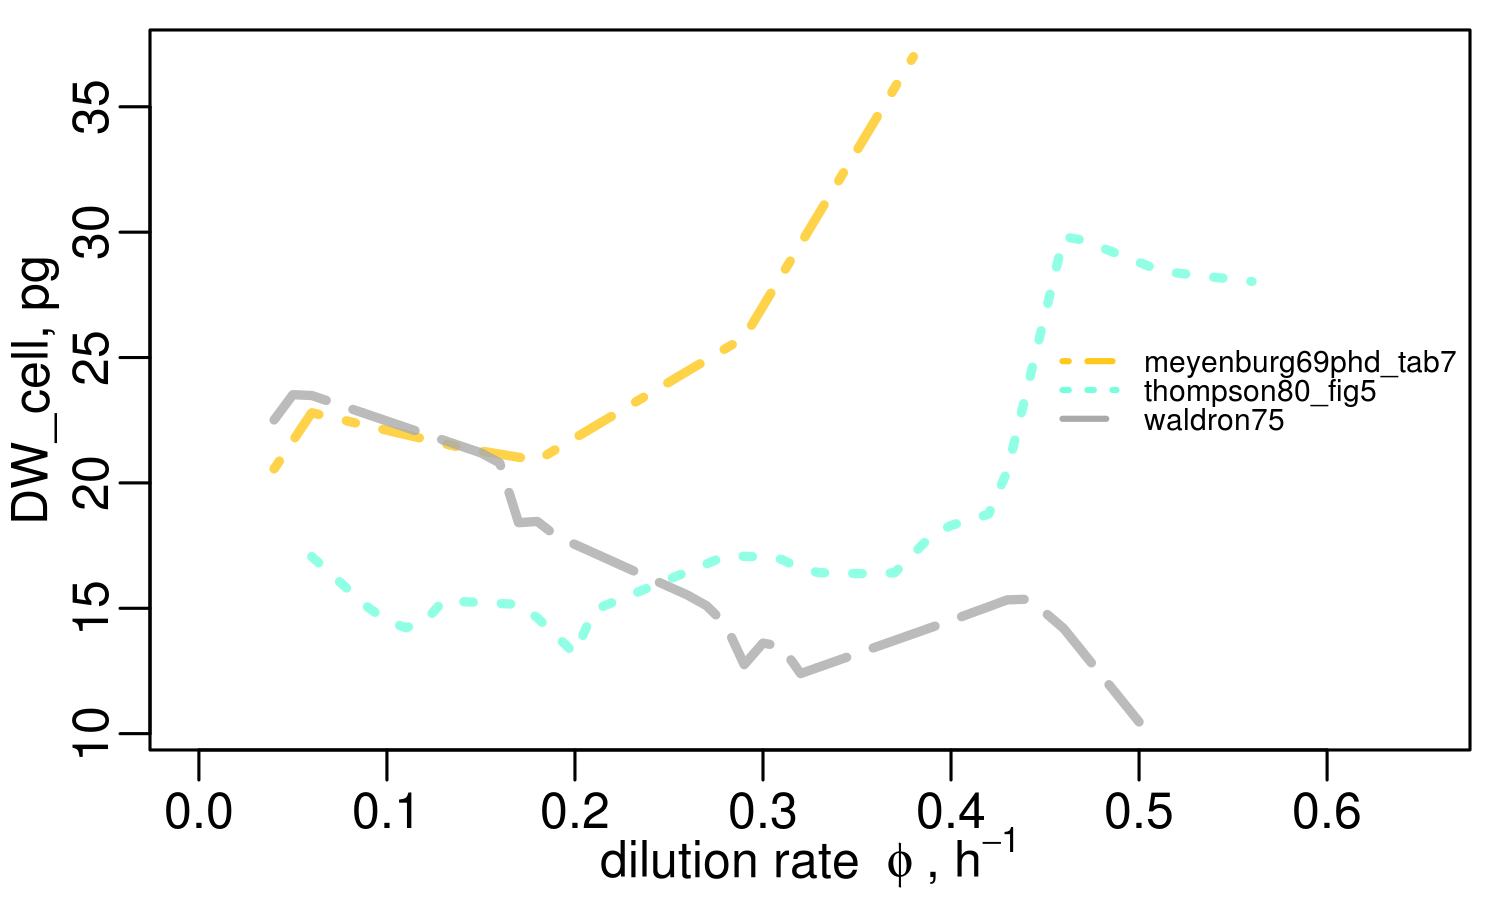 DW_cell, pg
35
30
25
20
15
10
meyenburg69phd_tab7
thompson80_fig5
waldron75
0.0 0.1 0.2 0.3 0.4 0.5 0.6
dilution rate ϕ , h⁻¹